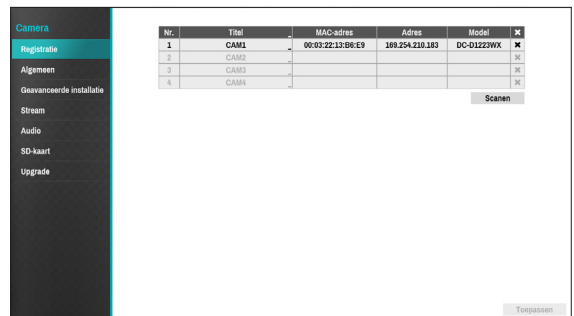 Camera
Registratie
Algemeen
Geavanceerde installatie
Stream
Audio
SD-kaart
Upgrade
Nr. Titel MAC-adres Adres Model ✖
1 CAM1 _ 00:03:22:13:B6:E9 169.254.210.183 DC-D1223WX ✖
2 CAM2 _ ✖
3 CAM3 _ ✖
4 CAM4 _ ✖
Scanen
Toepassen